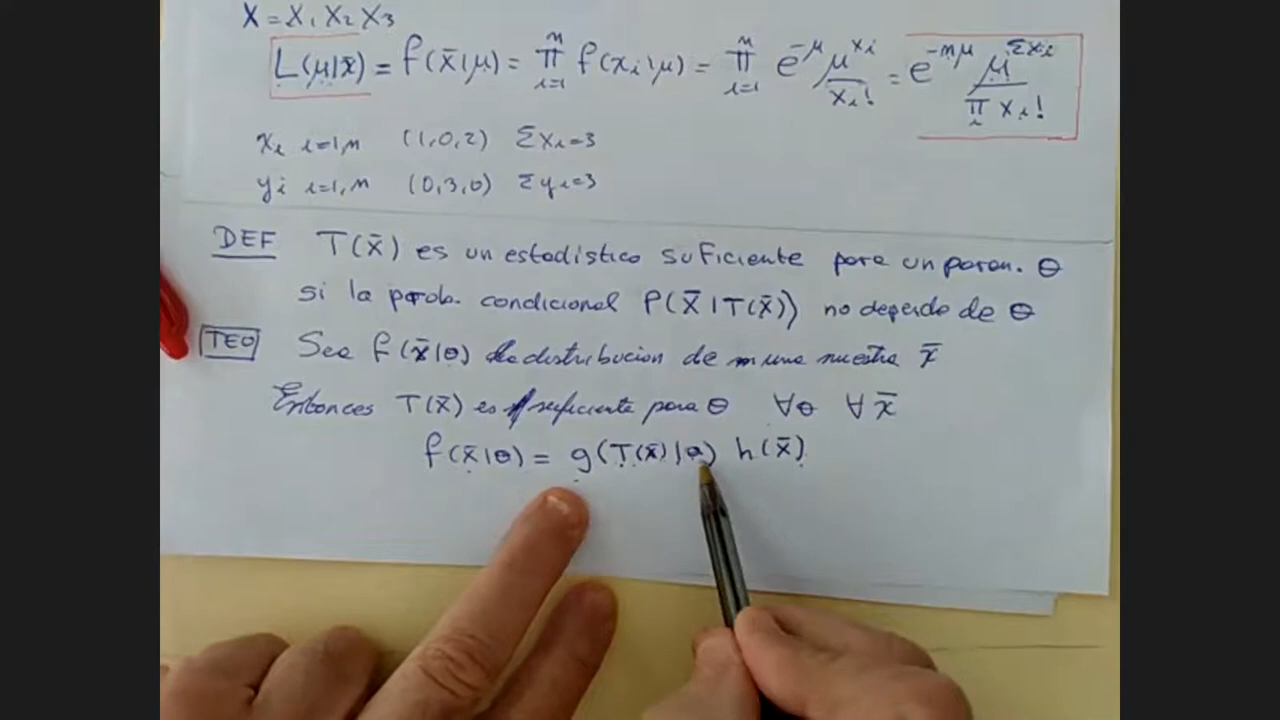 X = X₁ X₂ X₃
L(μ|x̄) = f(x̄|μ) = ∏ᵢ₌₁ⁿ f(xᵢ|μ) = ∏ᵢ₌₁ⁿ e^{-μ} μ^{xᵢ} / xᵢ! = e^{-nμ} μ^{Σxᵢ} / ∏ᵢ xᵢ!
xᵢ i=1,n (1,0,2) Σxᵢ=3
yᵢ i=1,n (0,3,0) Σyᵢ=3
DEF T(x̄) es un estadístico suficiente para un param. θ
si la prob. condicional P(X̄|T(x̄)) no depende de θ
TEO Sea f(x̄|θ) la distribucion de una muestra x̄
Entonces T(x̄) es suficiente para θ ∀θ ∀x̄
f(x̄|θ) = g(T(x̄)|θ) h(x̄)